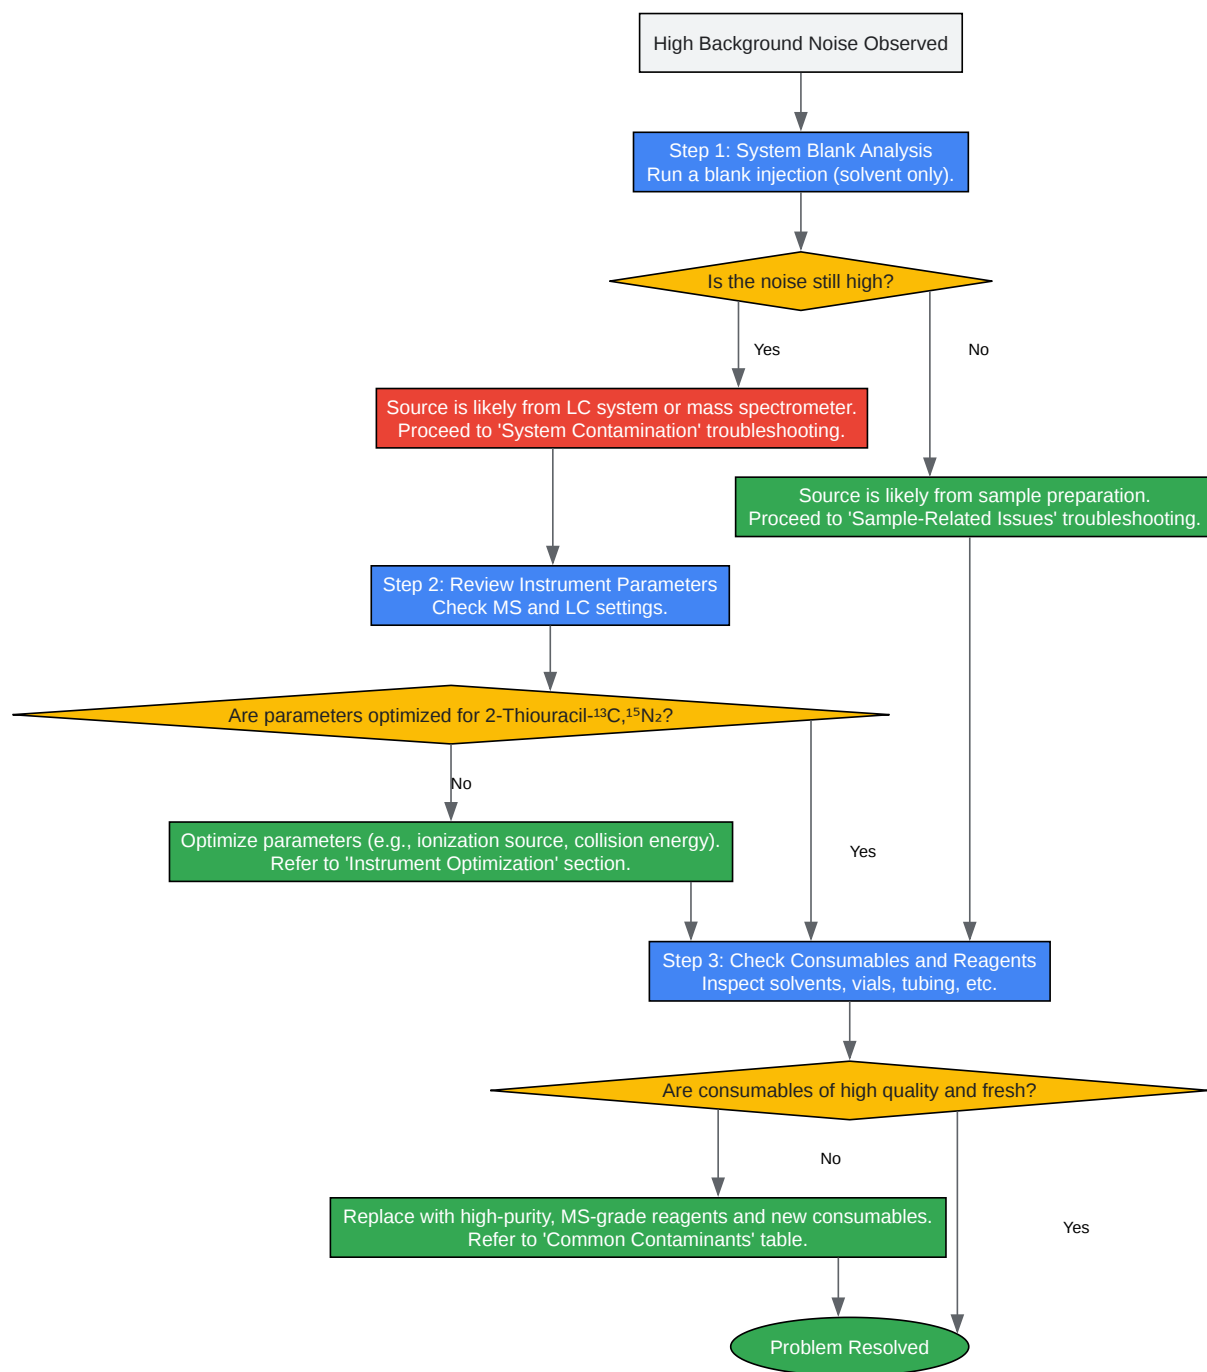 High Background Noise Observed
Step 1: System Blank Analysis
Run a blank injection (solvent only).
Is the noise still high?
Yes
No
Source is likely from LC system or mass spectrometer.
Proceed to 'System Contamination' troubleshooting.
Source is likely from sample preparation.
Proceed to 'Sample-Related Issues' troubleshooting.
Step 2: Review Instrument Parameters
Check MS and LC settings.
Are parameters optimized for 2-Thiouracil-¹³C,¹⁵N₂?
No
Optimize parameters (e.g., ionization source, collision energy).
Refer to 'Instrument Optimization' section.
Yes
Step 3: Check Consumables and Reagents
Inspect solvents, vials, tubing, etc.
Are consumables of high quality and fresh?
No
Replace with high-purity, MS-grade reagents and new consumables.
Refer to 'Common Contaminants' table.
Yes
Problem Resolved